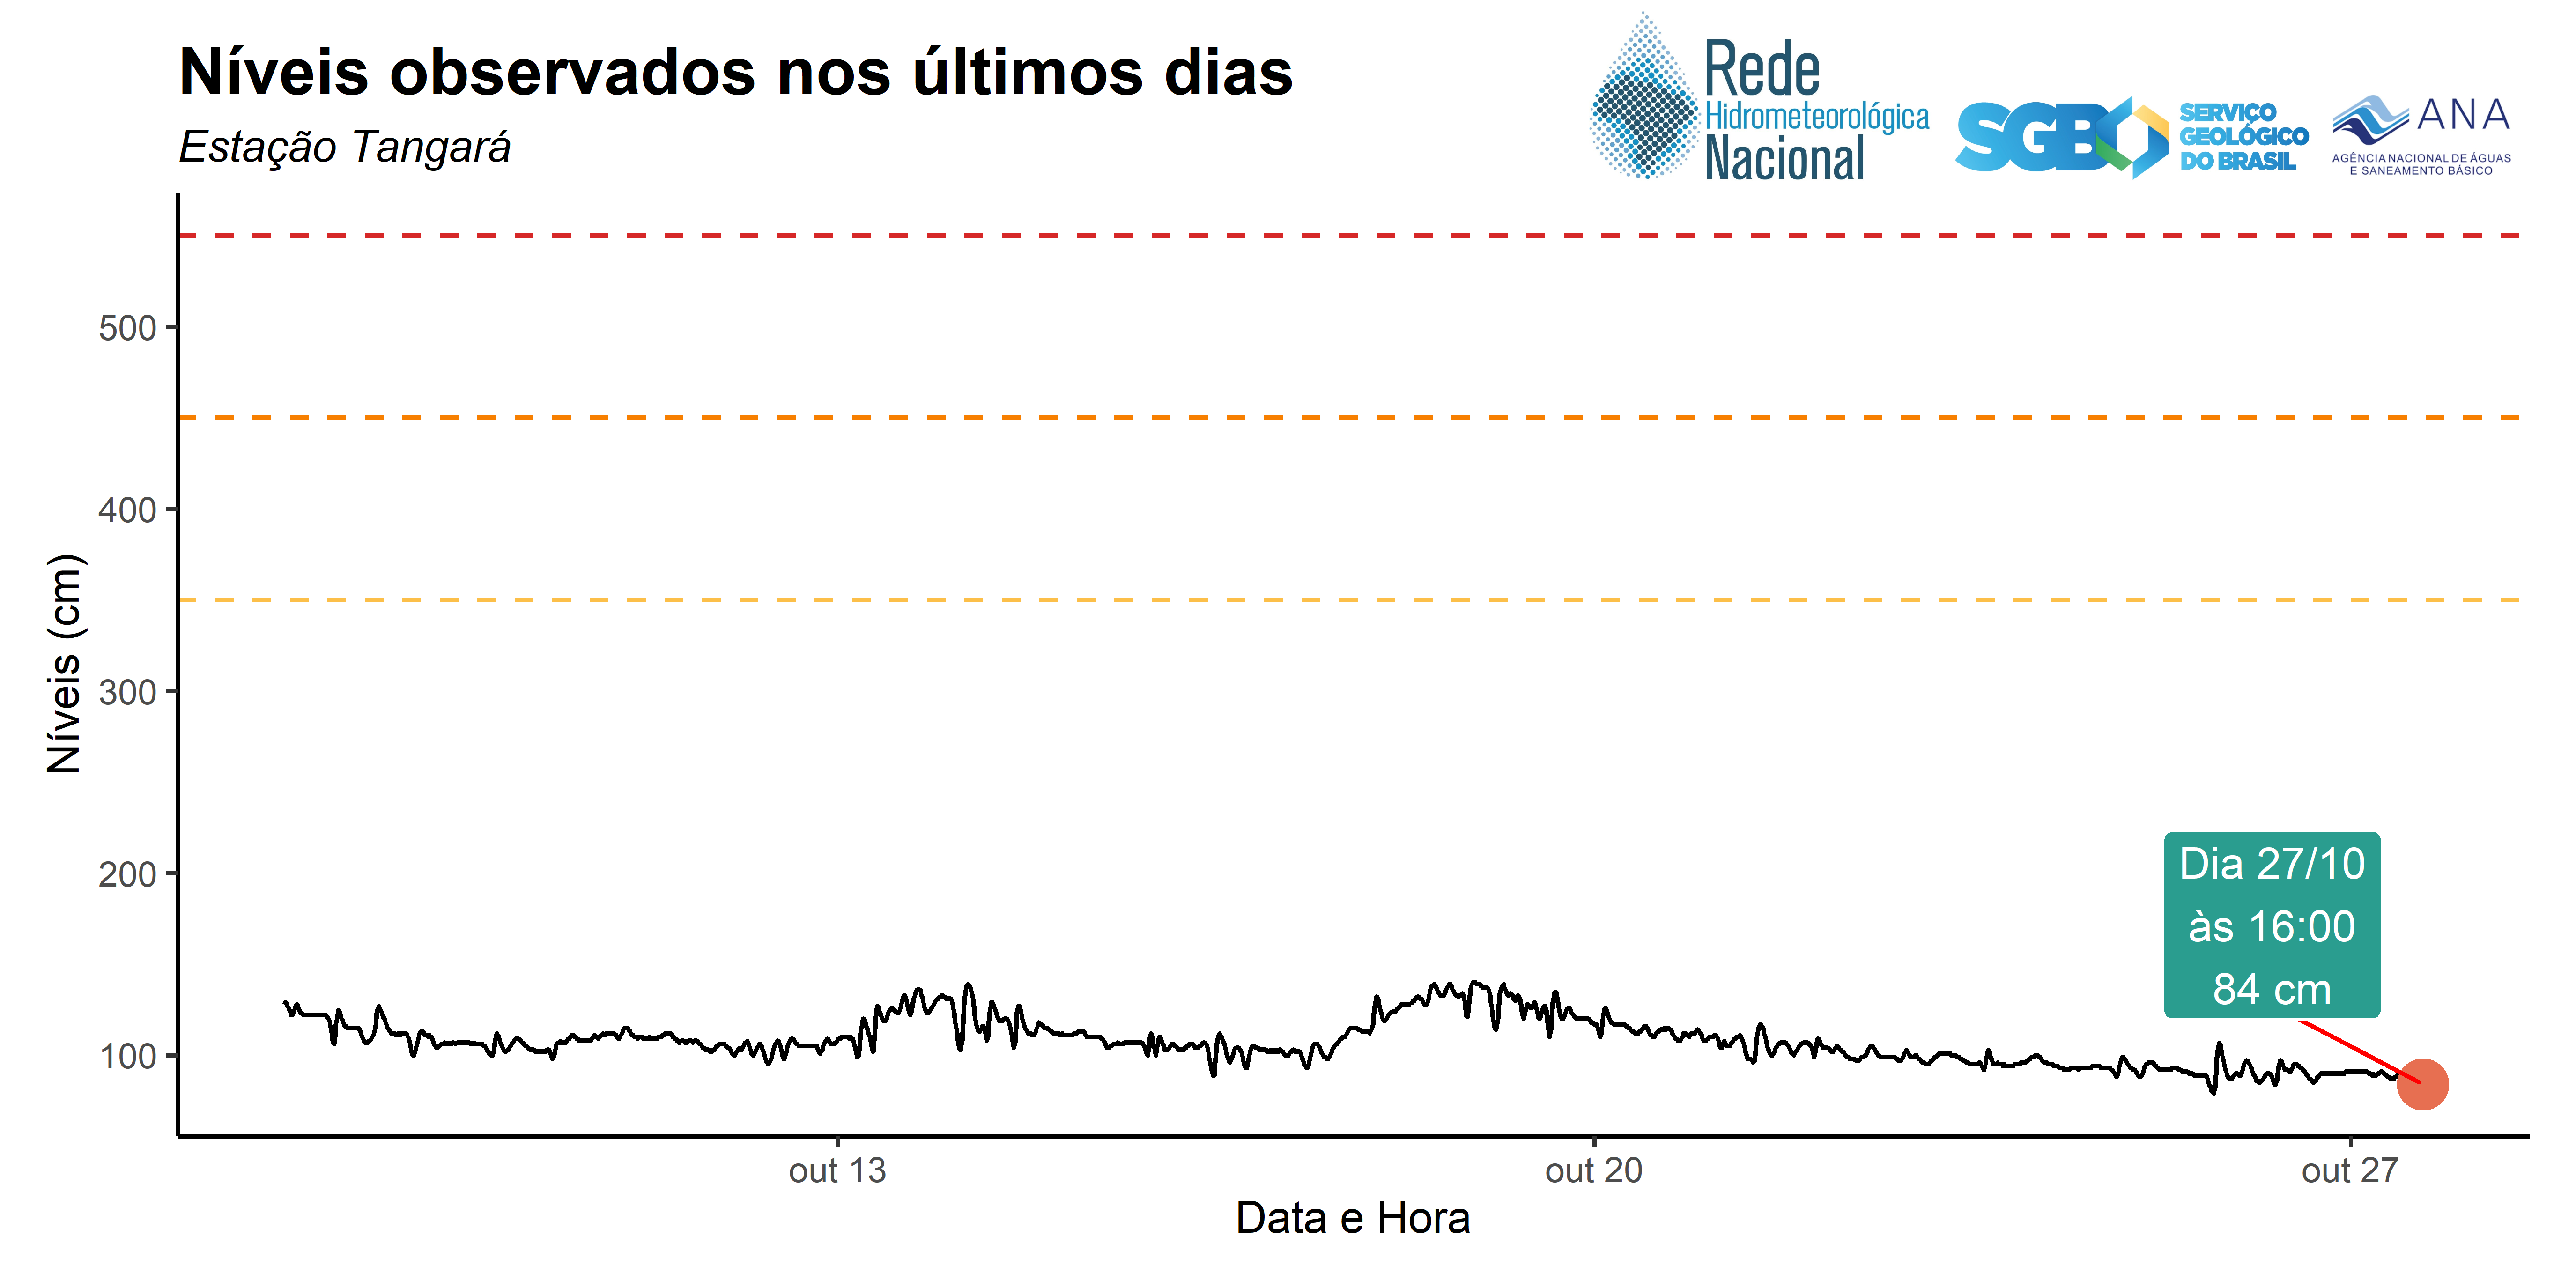 Níveis observados nos últimos dias
Estação Tangará
Rede
Hidrometeorológica
Nacional
SGB
SERVIÇO
GEOLÓGICO
DO BRASIL
ANA
AGÊNCIA NACIONAL DE ÁGUAS
E SANEAMENTO BÁSICO
Níveis (cm)
500
400
300
200
100
Dia 27/10
às 16:00
84 cm
out 13
out 20
out 27
Data e Hora